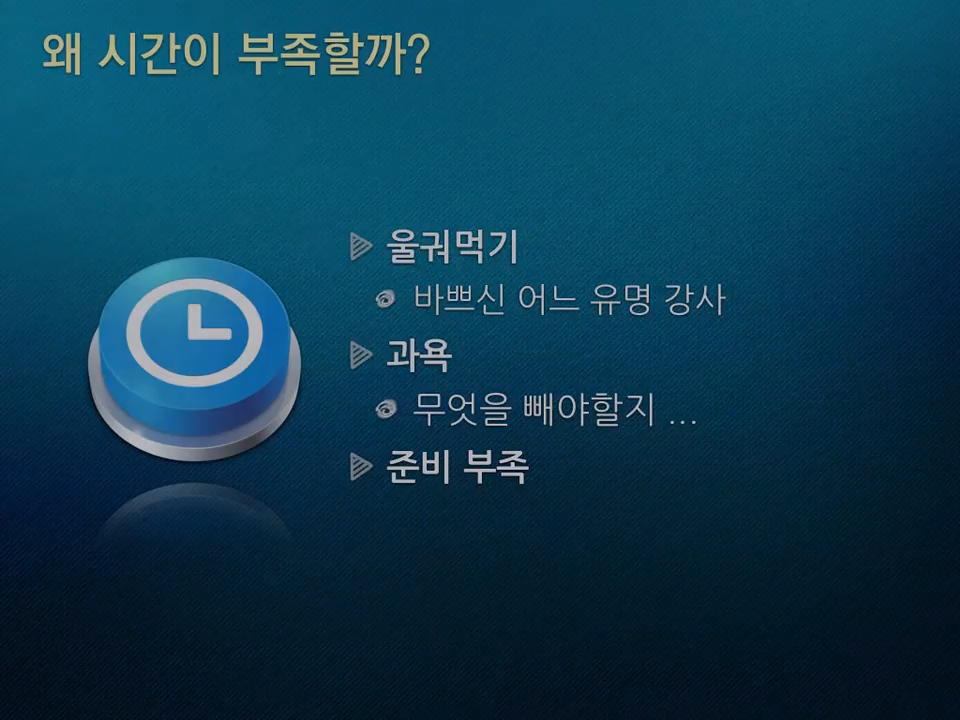 왜 시간이 부족할까?
울궈먹기
바쁘신 어느 유명 강사
과욕
무엇을 빼야할지 ...
준비 부족